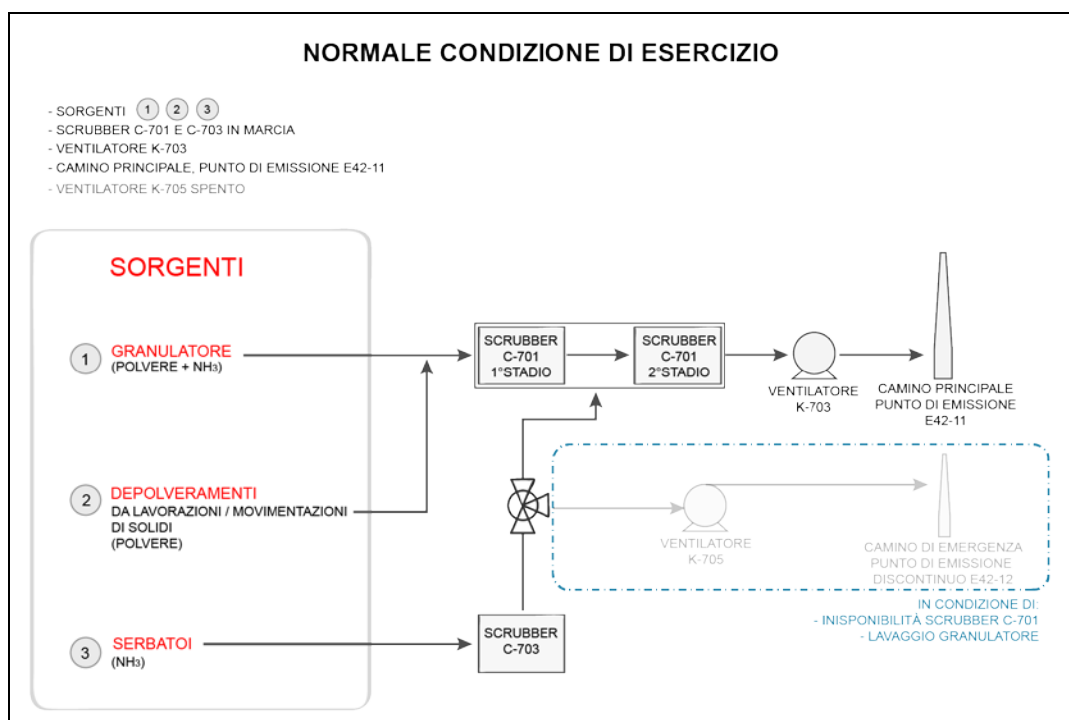 NORMALE CONDIZIONE DI ESERCIZIO
- SORGENTI 1 2 3
- SCRUBBER C-701 E C-703 IN MARCIA
- VENTILATORE K-703
- CAMINO PRINCIPALE, PUNTO DI EMISSIONE E42-11
- VENTILATORE K-705 SPENTO
SORGENTI
1 GRANULATORE
(POLVERE + NH3)
SCRUBBER
C-701
1°STADIO
SCRUBBER
C-701
2°STADIO
VENTILATORE
K-703
CAMINO PRINCIPALE
PUNTO DI EMISSIONE
E42-11
2 DEPOLVERAMENTI
DA LAVORAZIONI / MOVIMENTAZIONI
DI SOLIDI
(POLVERE)
VENTILATORE
K-705
CAMINO DI EMERGENZA
PUNTO DI EMISSIONE
DISCONTINUO E42-12
IN CONDIZIONE DI:
- INISPONIBILITÀ SCRUBBER C-701
- LAVAGGIO GRANULATORE
3 SERBATOI
(NH3)
SCRUBBER
C-703